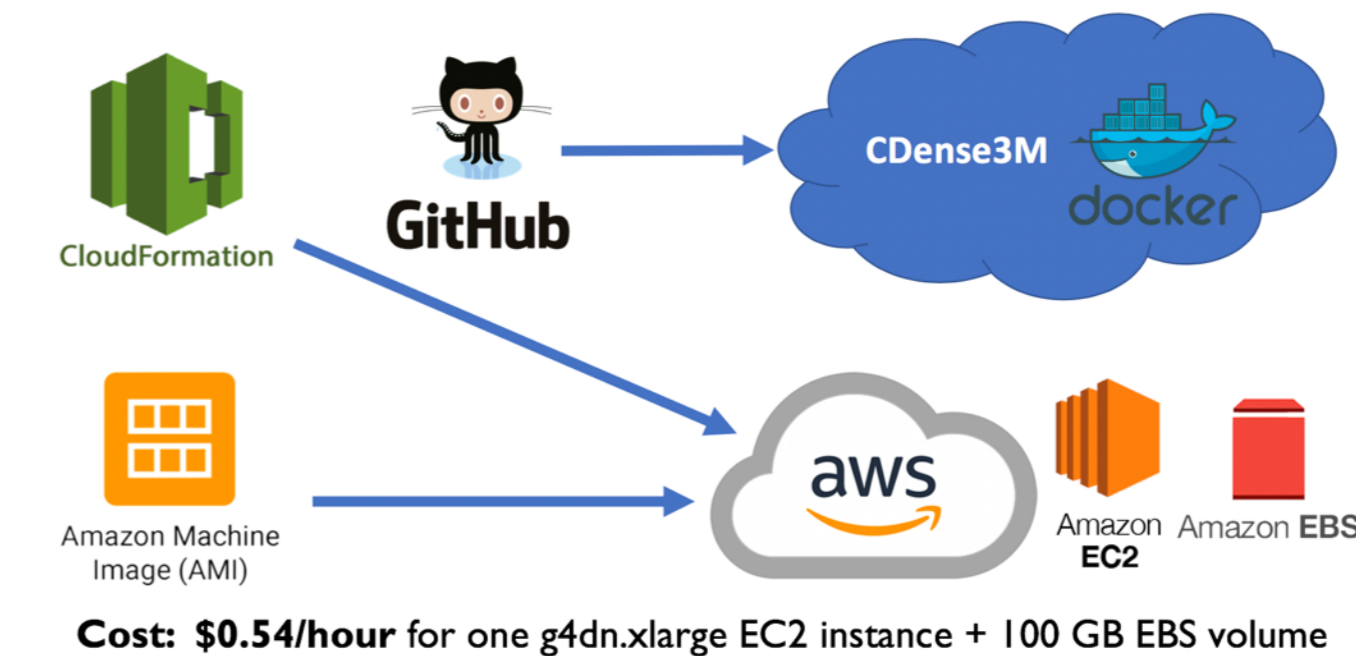 CloudFormation
GitHub
CDense3M
docker
Amazon Machine
Image (AMI)
aws
Amazon
EC2
Amazon EBS
Cost: $0.54/hour for one g4dn.xlarge EC2 instance + 100 GB EBS volume